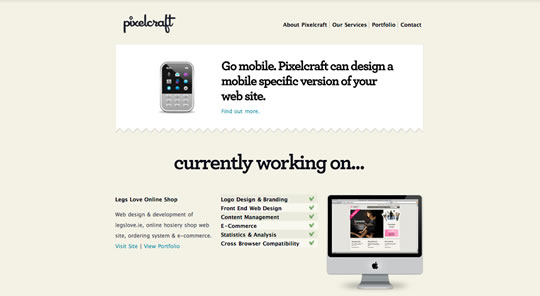 pixelcraft
About Pixelcraft | Our Services | Portfolio | Contact
Go mobile. Pixelcraft can design a
mobile specific version of your
web site.
Find out more.
currently working on...
Legs Love Online Shop
Web design & development of
legslove.ie, online hosiery shop web
site, ordering system & e-commerce.
Visit Site | View Portfolio
Logo Design & Branding
Front End Web Design
Content Management
E-Commerce
Statistics & Analysis
Cross Browser Compatibility